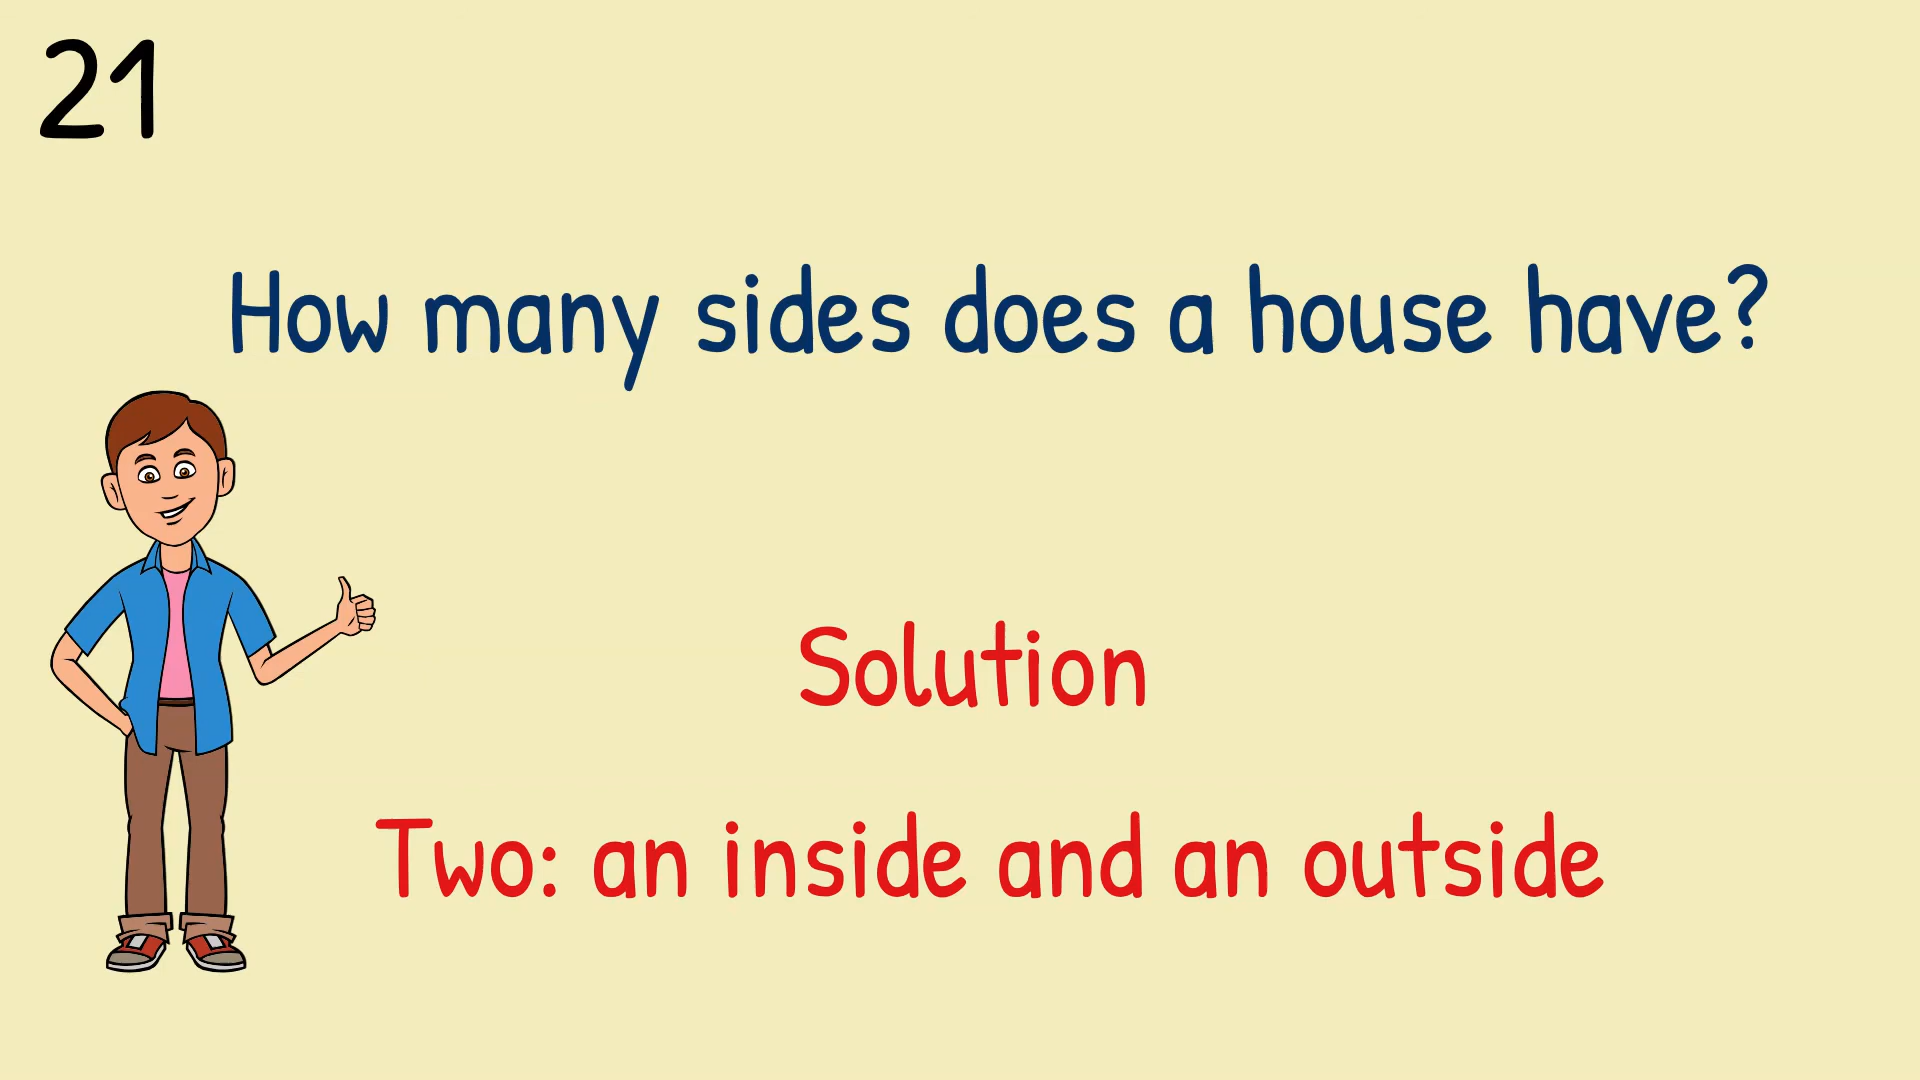 21
How many sides does a house have?
Solution
Two: an inside and an outside